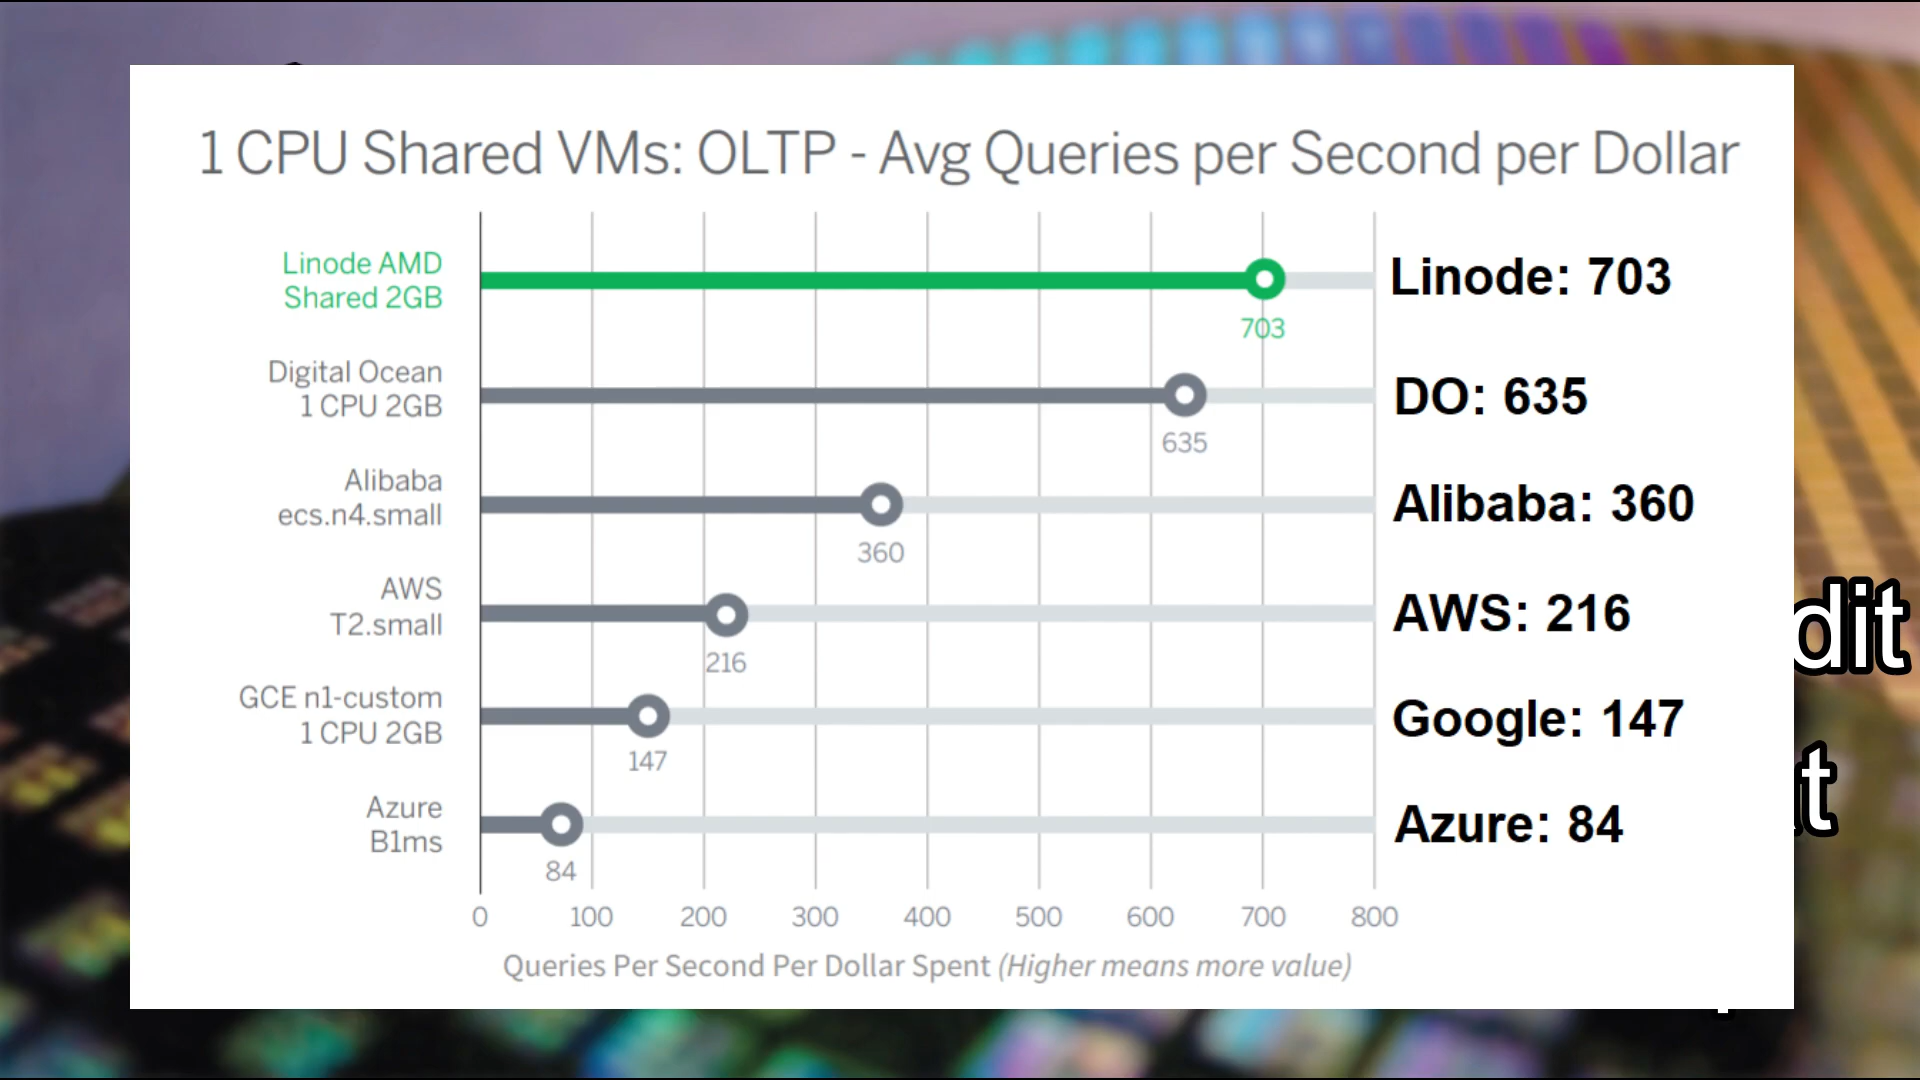 1 CPU Shared VMs: OLTP - Avg Queries per Second per Dollar
Linode AMD
Shared 2GB
703
Linode: 703
Digital Ocean
1 CPU 2GB
635
DO: 635
Alibaba
ecs.n4.small
360
Alibaba: 360
AWS
T2.small
216
AWS: 216
GCE n1-custom
1 CPU 2GB
147
Google: 147
Azure
B1ms
84
Azure: 84
0 100 200 300 400 500 600 700 800
Queries Per Second Per Dollar Spent (Higher means more value)
dit